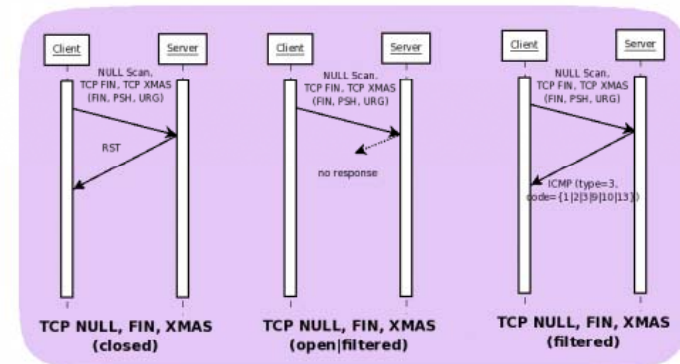 Client
Server
NULL Scan,
TCP FIN, TCP XMAS
(FIN, PSH, URG)
RST
TCP NULL, FIN, XMAS
(closed)
Client
Server
NULL Scan,
TCP FIN, TCP XMAS
(FIN, PSH, URG)
no response
TCP NULL, FIN, XMAS
(open|filtered)
Client
Server
NULL Scan,
TCP FIN, TCP XMAS
(FIN, PSH, URG)
ICMP (type=3,
code={1|2|3|9|10|13})
TCP NULL, FIN, XMAS
(filtered)